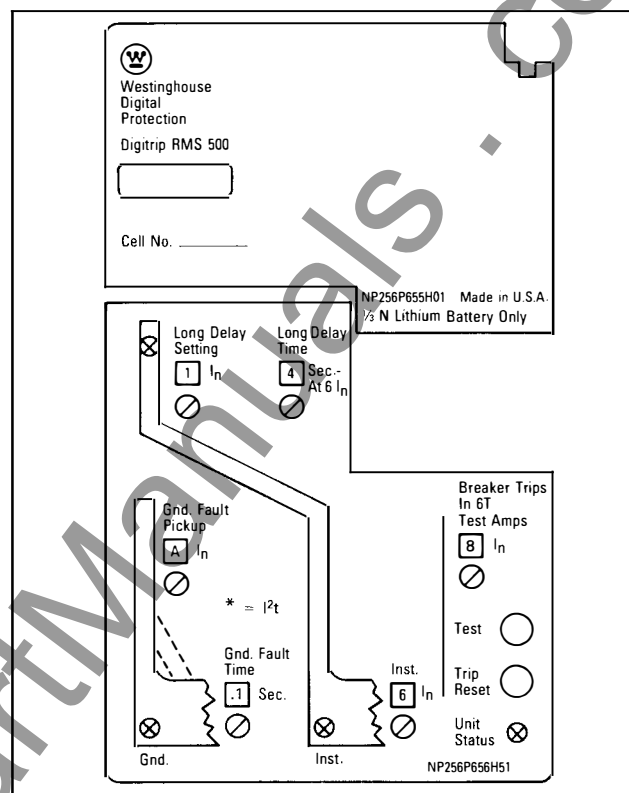 W
Westinghouse
Digital
Protection
Digitrip RMS 500
Cell No.
NP256P655H01 Made in U.S.A.
⅓ N Lithium Battery Only
Long Delay
Setting
1 In
Long Delay
Time
4 Sec.-
At 6 In
Gnd. Fault
Pickup
A In
* = I²t
Gnd. Fault
Time
.1 Sec.
Inst.
6 In
Breaker Trips
In 6T
Test Amps
8 In
Test
Trip
Reset
Unit
Status
Gnd.
Inst.
NP256P656H51